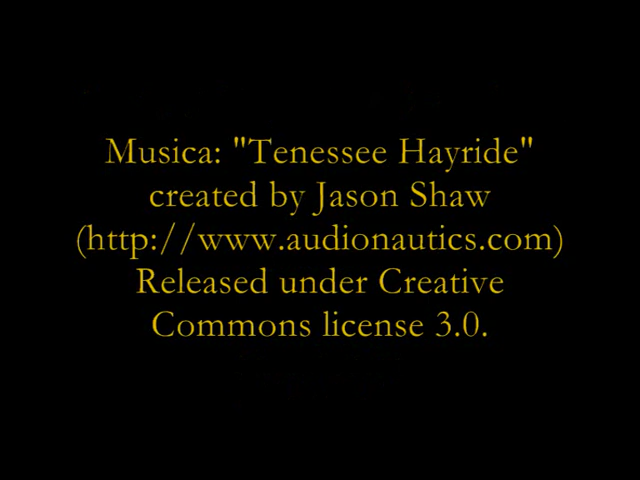 Musica: "Tenessee Hayride"
created by Jason Shaw
(http://www.audionautics.com)
Released under Creative
Commons license 3.0.